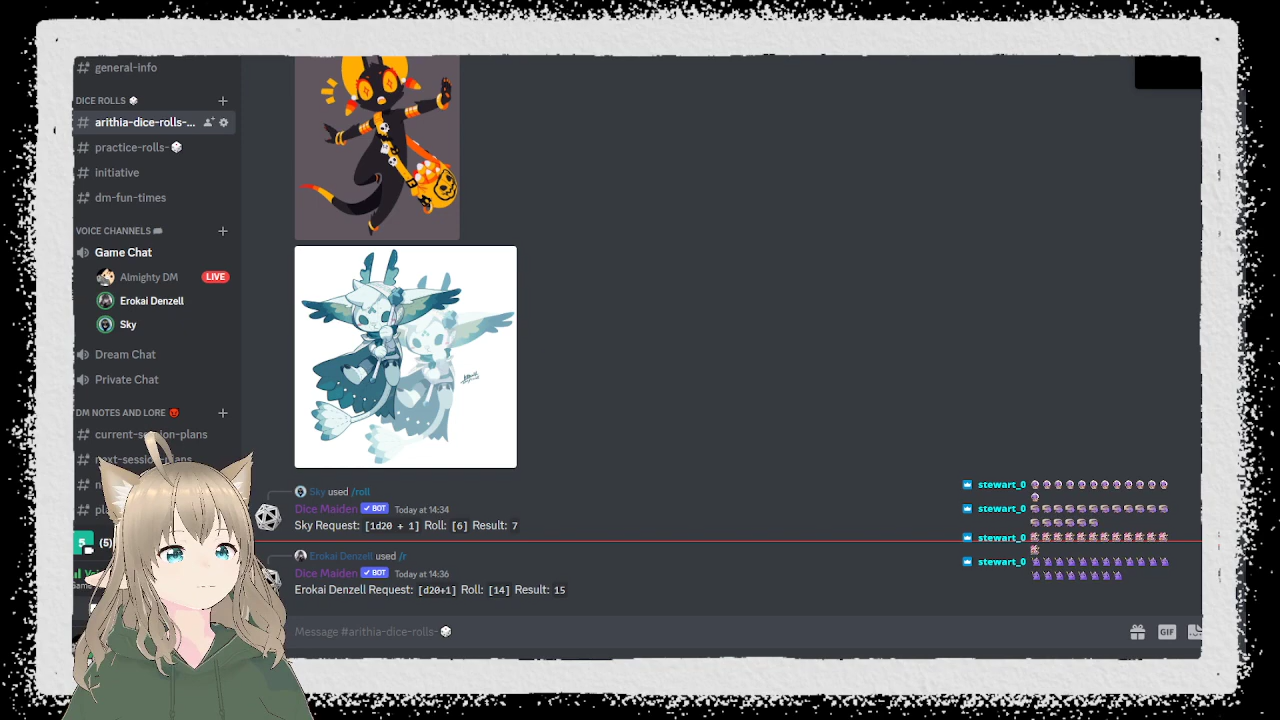 general-info
DICE ROLLS
arithia-dice-rolls-...
practice-rolls-
initiative
dm-fun-times
VOICE CHANNELS
Game Chat
Almighty DM LIVE
Erokai Denzell
Sky
Dream Chat
Private Chat
DM NOTES AND LORE
current-session-plans
next-session-plans
(5)
Sky used /roll
Dice Maiden BOT Today at 14:34
Sky Request: [1d20 + 1] Roll: [6] Result: 7
Erokai Denzell used /r
Dice Maiden BOT Today at 14:36
Erokai Denzell Request: [d20+1] Roll: [14] Result: 15
Message #arithia-dice-rolls-
GIF
stewart_0
stewart_0
stewart_0
stewart_0